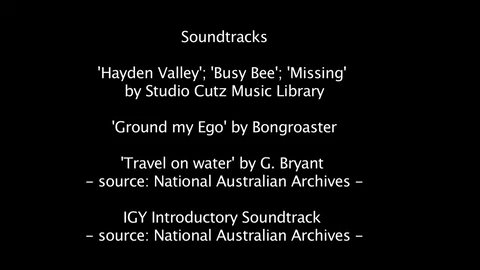 Soundtracks
'Hayden Valley'; 'Busy Bee'; 'Missing'
by Studio Cutz Music Library
'Ground my Ego' by Bongroaster
'Travel on water' by G. Bryant
– source: National Australian Archives –
IGY Introductory Soundtrack
– source: National Australian Archives –